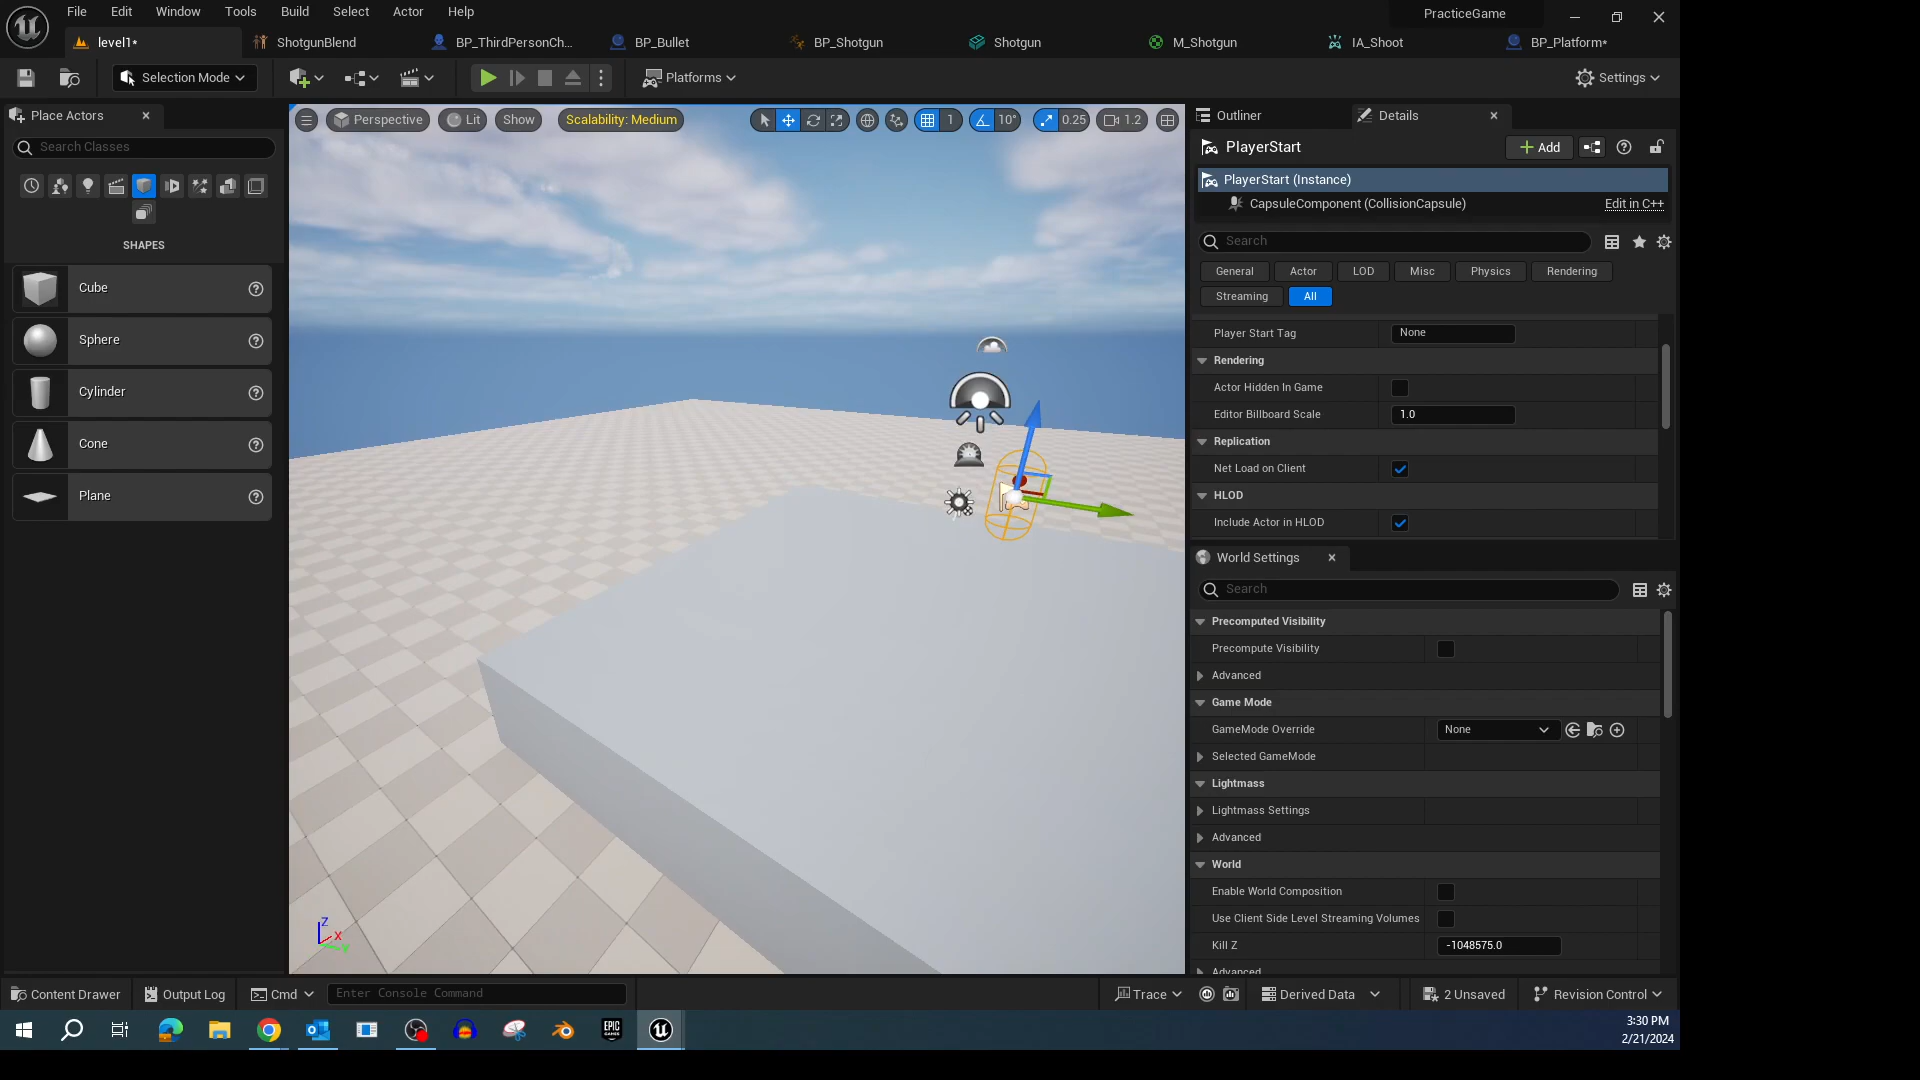 File Edit Window Tools Build Select Actor Help
PracticeGame
level1* ShotgunBlend BP_ThirdPersonCh... BP_Bullet BP_Shotgun Shotgun M_Shotgun IA_Shoot BP_Platform*
Selection Mode Platforms Settings
Place Actors
Search Classes
SHAPES
Cube
Sphere
Cylinder
Cone
Plane
Perspective Lit Show Scalability: Medium 1 10° 0.25 1.2
Z
X
Y
Outliner Details
PlayerStart Add
PlayerStart (Instance)
CapsuleComponent (CollisionCapsule) Edit in C++
Search
General Actor LOD Misc Physics Rendering
Streaming All
Player Start Tag None
Rendering
Actor Hidden In Game
Editor Billboard Scale 1.0
Replication
Net Load on Client
HLOD
Include Actor in HLOD
World Settings
Search
Precomputed Visibility
Precompute Visibility
Advanced
Game Mode
GameMode Override None
Selected GameMode
Lightmass
Lightmass Settings
Advanced
World
Enable World Composition
Use Client Side Level Streaming Volumes
Kill Z -1048575.0
Advanced
Content Drawer Output Log Cmd Enter Console Command Trace Derived Data 2 Unsaved Revision Control
EPIC GAMES
3:30 PM
2/21/2024